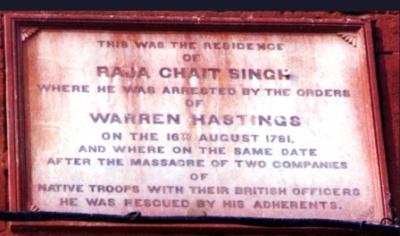 THIS WAS THE RESIDENCE
OF
RAJA CHAIT SINGH
WHERE HE WAS ARRESTED BY THE ORDERS
OF
WARREN HASTINGS
ON THE 16TH AUGUST 1781,
AND WHERE ON THE SAME DATE
AFTER THE MASSACRE OF TWO COMPANIES
OF
NATIVE TROOPS WITH THEIR BRITISH OFFICERS
HE WAS RESCUED BY HIS ADHERENTS.